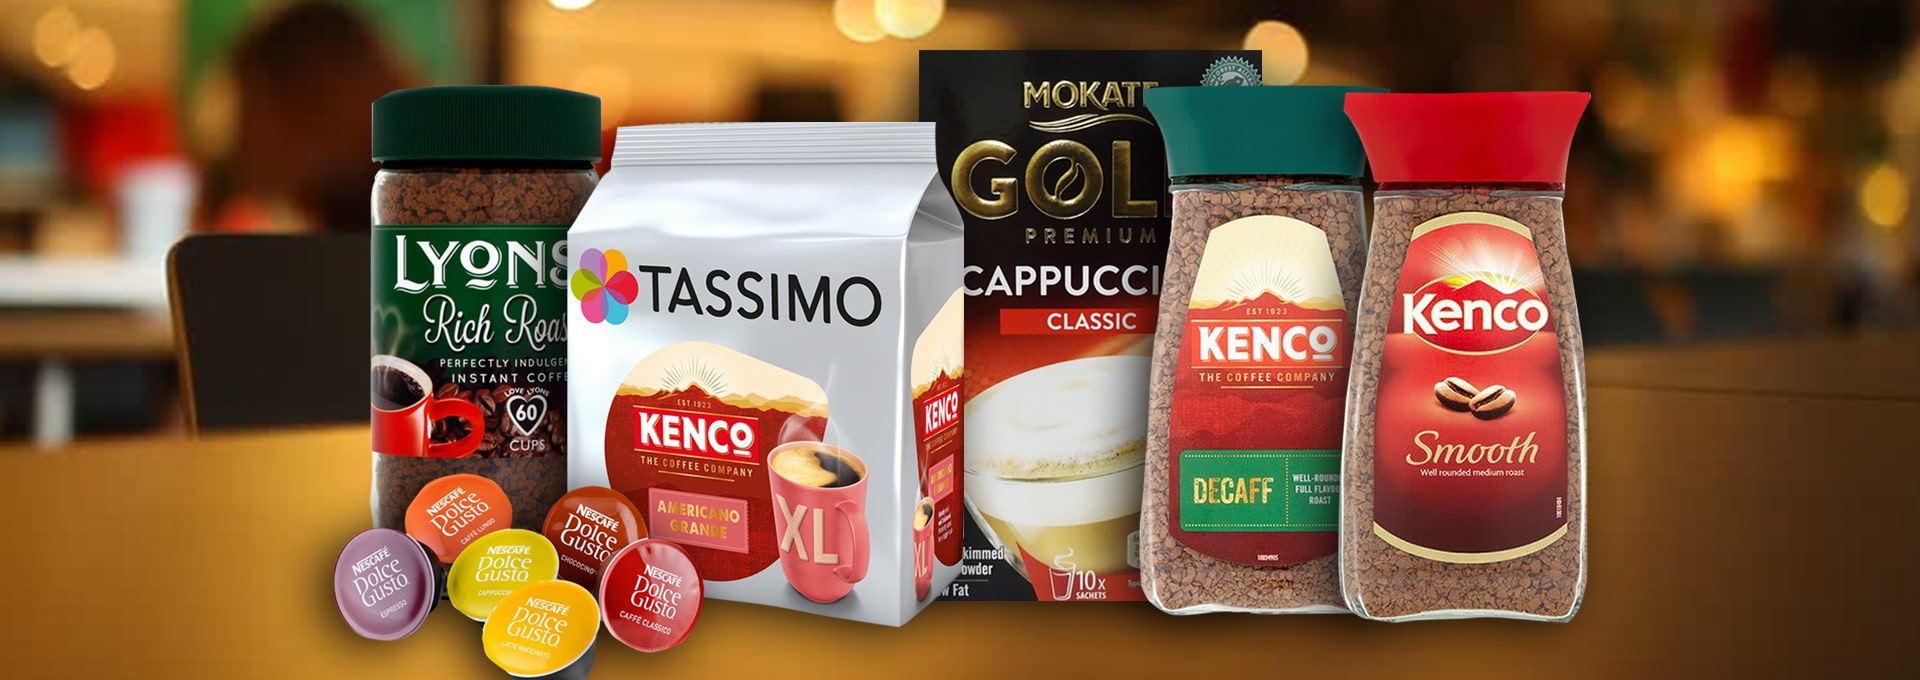 LYONS
Rich Roas
PERFECTLY INDULGEN
INSTANT COFFE
LOVE LYONS
60
CUPS
NESCAFÉ
Dolce
Gusto
CAFFÈ LUNGO
NESCAFÉ
Dolce
Gusto
CHOCOCINO
NESCAFÉ
Dolce
Gusto
ESPRESSO
NESCAFÉ
Dolce
Gusto
CAPPUCCIN
NESCAFÉ
Dolce
Gusto
LATTE MACCHIATO
NESCAFÉ
Dolce
Gusto
CAFFÈ CLASSICO
TASSIMO
EST 1923
KENCO
THE COFFEE COMPANY
AMERICANO
GRANDE
XL
KENCO
XL
MOKATE
GOL
PREMIUM
CAPPUCCI
CLASSIC
kimmed
owder
w Fat
10x
SACHETS
EST 1923
KENCO
THE COFFEE COMPANY
DECAFF
WELL-ROUND
FULL FLAVOU
ROAST
Kenco
Smooth
Well rounded medium roast